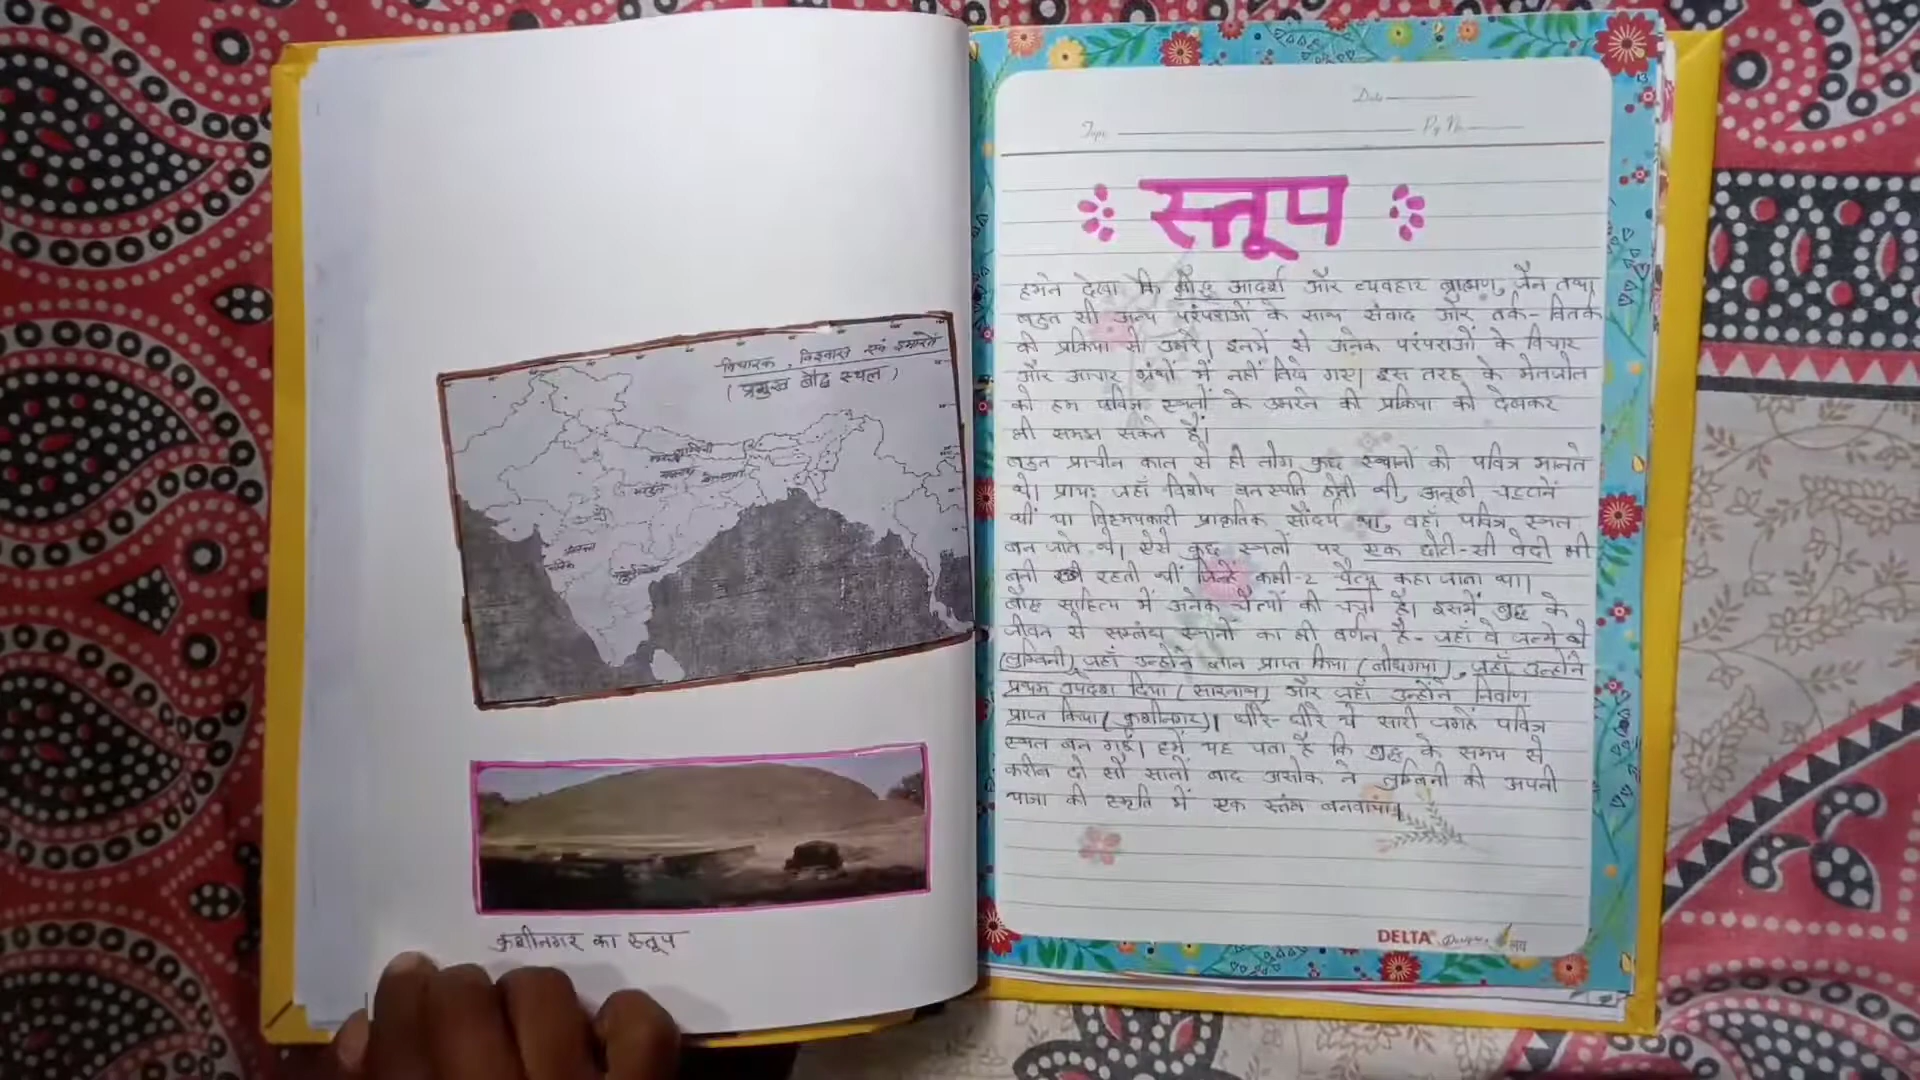 विचारक, विश्वास एवं इमारतें
(प्रमुख बौद्ध स्थल)
कुशीनगर का स्तूप
Date
Topic Pg No
स्तूप
हमने देखा कि बौद्ध आदर्श और व्यवहार ब्राह्मण, जैन तथा
बहुत सी अन्य परंपराओं के साथ संवाद और तर्क-वितर्क
की प्रक्रिया से उभरे। इनमें से अनेक परंपराओं के विचार
और आचार ग्रंथों में नहीं लिखे गए। इस तरह के मेलजोल
को हम पवित्र स्थलों के उभरने की प्रक्रिया को देखकर
भी समझ सकते हैं।
बहुत प्राचीन काल से ही लोग कुछ स्थानों को पवित्र मानते
थे। प्रायः जहाँ विशेष वनस्पति होती थी, अनूठी चट्टानें
थीं या विस्मयकारी प्राकृतिक सौंदर्य था, वहाँ पवित्र स्थल
बन जाते थे। ऐसे कुछ स्थलों पर एक छोटी-सी वेदी भी
बनी रहती थीं जिन्हें कभी-2 चैत्य कहा जाता था।
बौद्ध साहित्य में अनेक चैत्यों की चर्चा है। इसमें बुद्ध के
जीवन से सम्बंध स्थानों का भी वर्णन है- जहाँ वे जन्मे थे
(लुम्बिनी), जहाँ उन्होंने ज्ञान प्राप्त किया (बोधगया), जहाँ उन्होंने
प्रथम उपदेश दिया (सारनाथ) और जहाँ उन्होंने निर्वाण
प्राप्त किया (कुशीनगर)। धीरे-धीरे ये सारी जगहें पवित्र
स्थल बन गई। हमें यह पता है कि बुद्ध के समय से
करीब दो सौ सालों बाद अशोक ने लुम्बिनी की अपनी
यात्रा की स्मृति में एक स्तंभ बनवाया।
DELTA